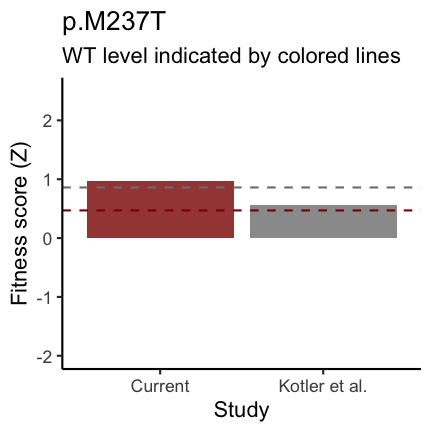 p.M237T
WT level indicated by colored lines
Fitness score (Z)
2
1
0
-1
-2
Current
Kotler et al.
Study